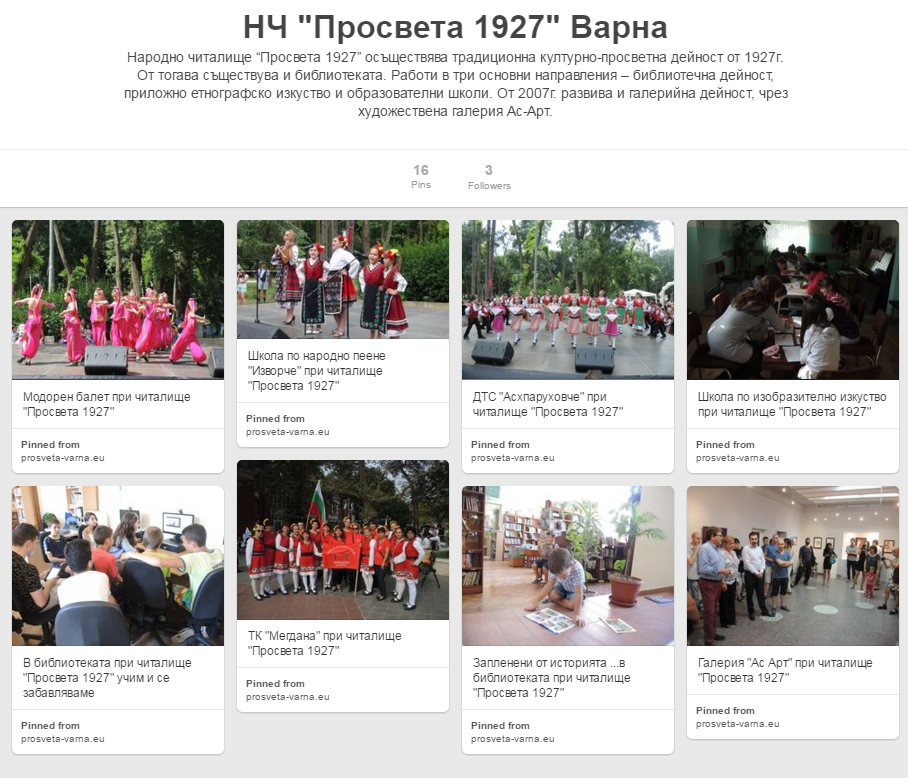 НЧ "Просвета 1927" Варна
Народно читалище “Просвета 1927” осъществява традиционна културно-просветна дейност от 1927г.
От тогава съществува и библиотеката. Работи в три основни направления – библиотечна дейност,
приложно етнографско изкуство и образователни школи. От 2007г. развива и галерийна дейност, чрез
художествена галерия Ас-Арт.
16
Pins
3
Followers
Модорен балет при читалище
"Просвета 1927"
Pinned from
prosveta-varna.eu
Школа по народно пеене
"Изворче" при читалище
"Просвета 1927"
Pinned from
prosveta-varna.eu
ДТС "Асхпаруховче" при
читалище "Просвета 1927"
Pinned from
prosveta-varna.eu
Школа по изобразително изкуство
при читалище "Просвета 1927"
Pinned from
prosveta-varna.eu
В библиотеката при читалище
"Просвета 1927" учим и се
забавляваме
Pinned from
prosveta-varna.eu
ТК "Мегдана" при читалище
"Просвета 1927"
Pinned from
prosveta-varna.eu
Запленени от историята ...в
библиотеката при читалище
"Просвета 1927"
Pinned from
prosveta-varna.eu
Галерия "Ас Арт" при читалище
"Просвета 1927"
Pinned from
prosveta-varna.eu